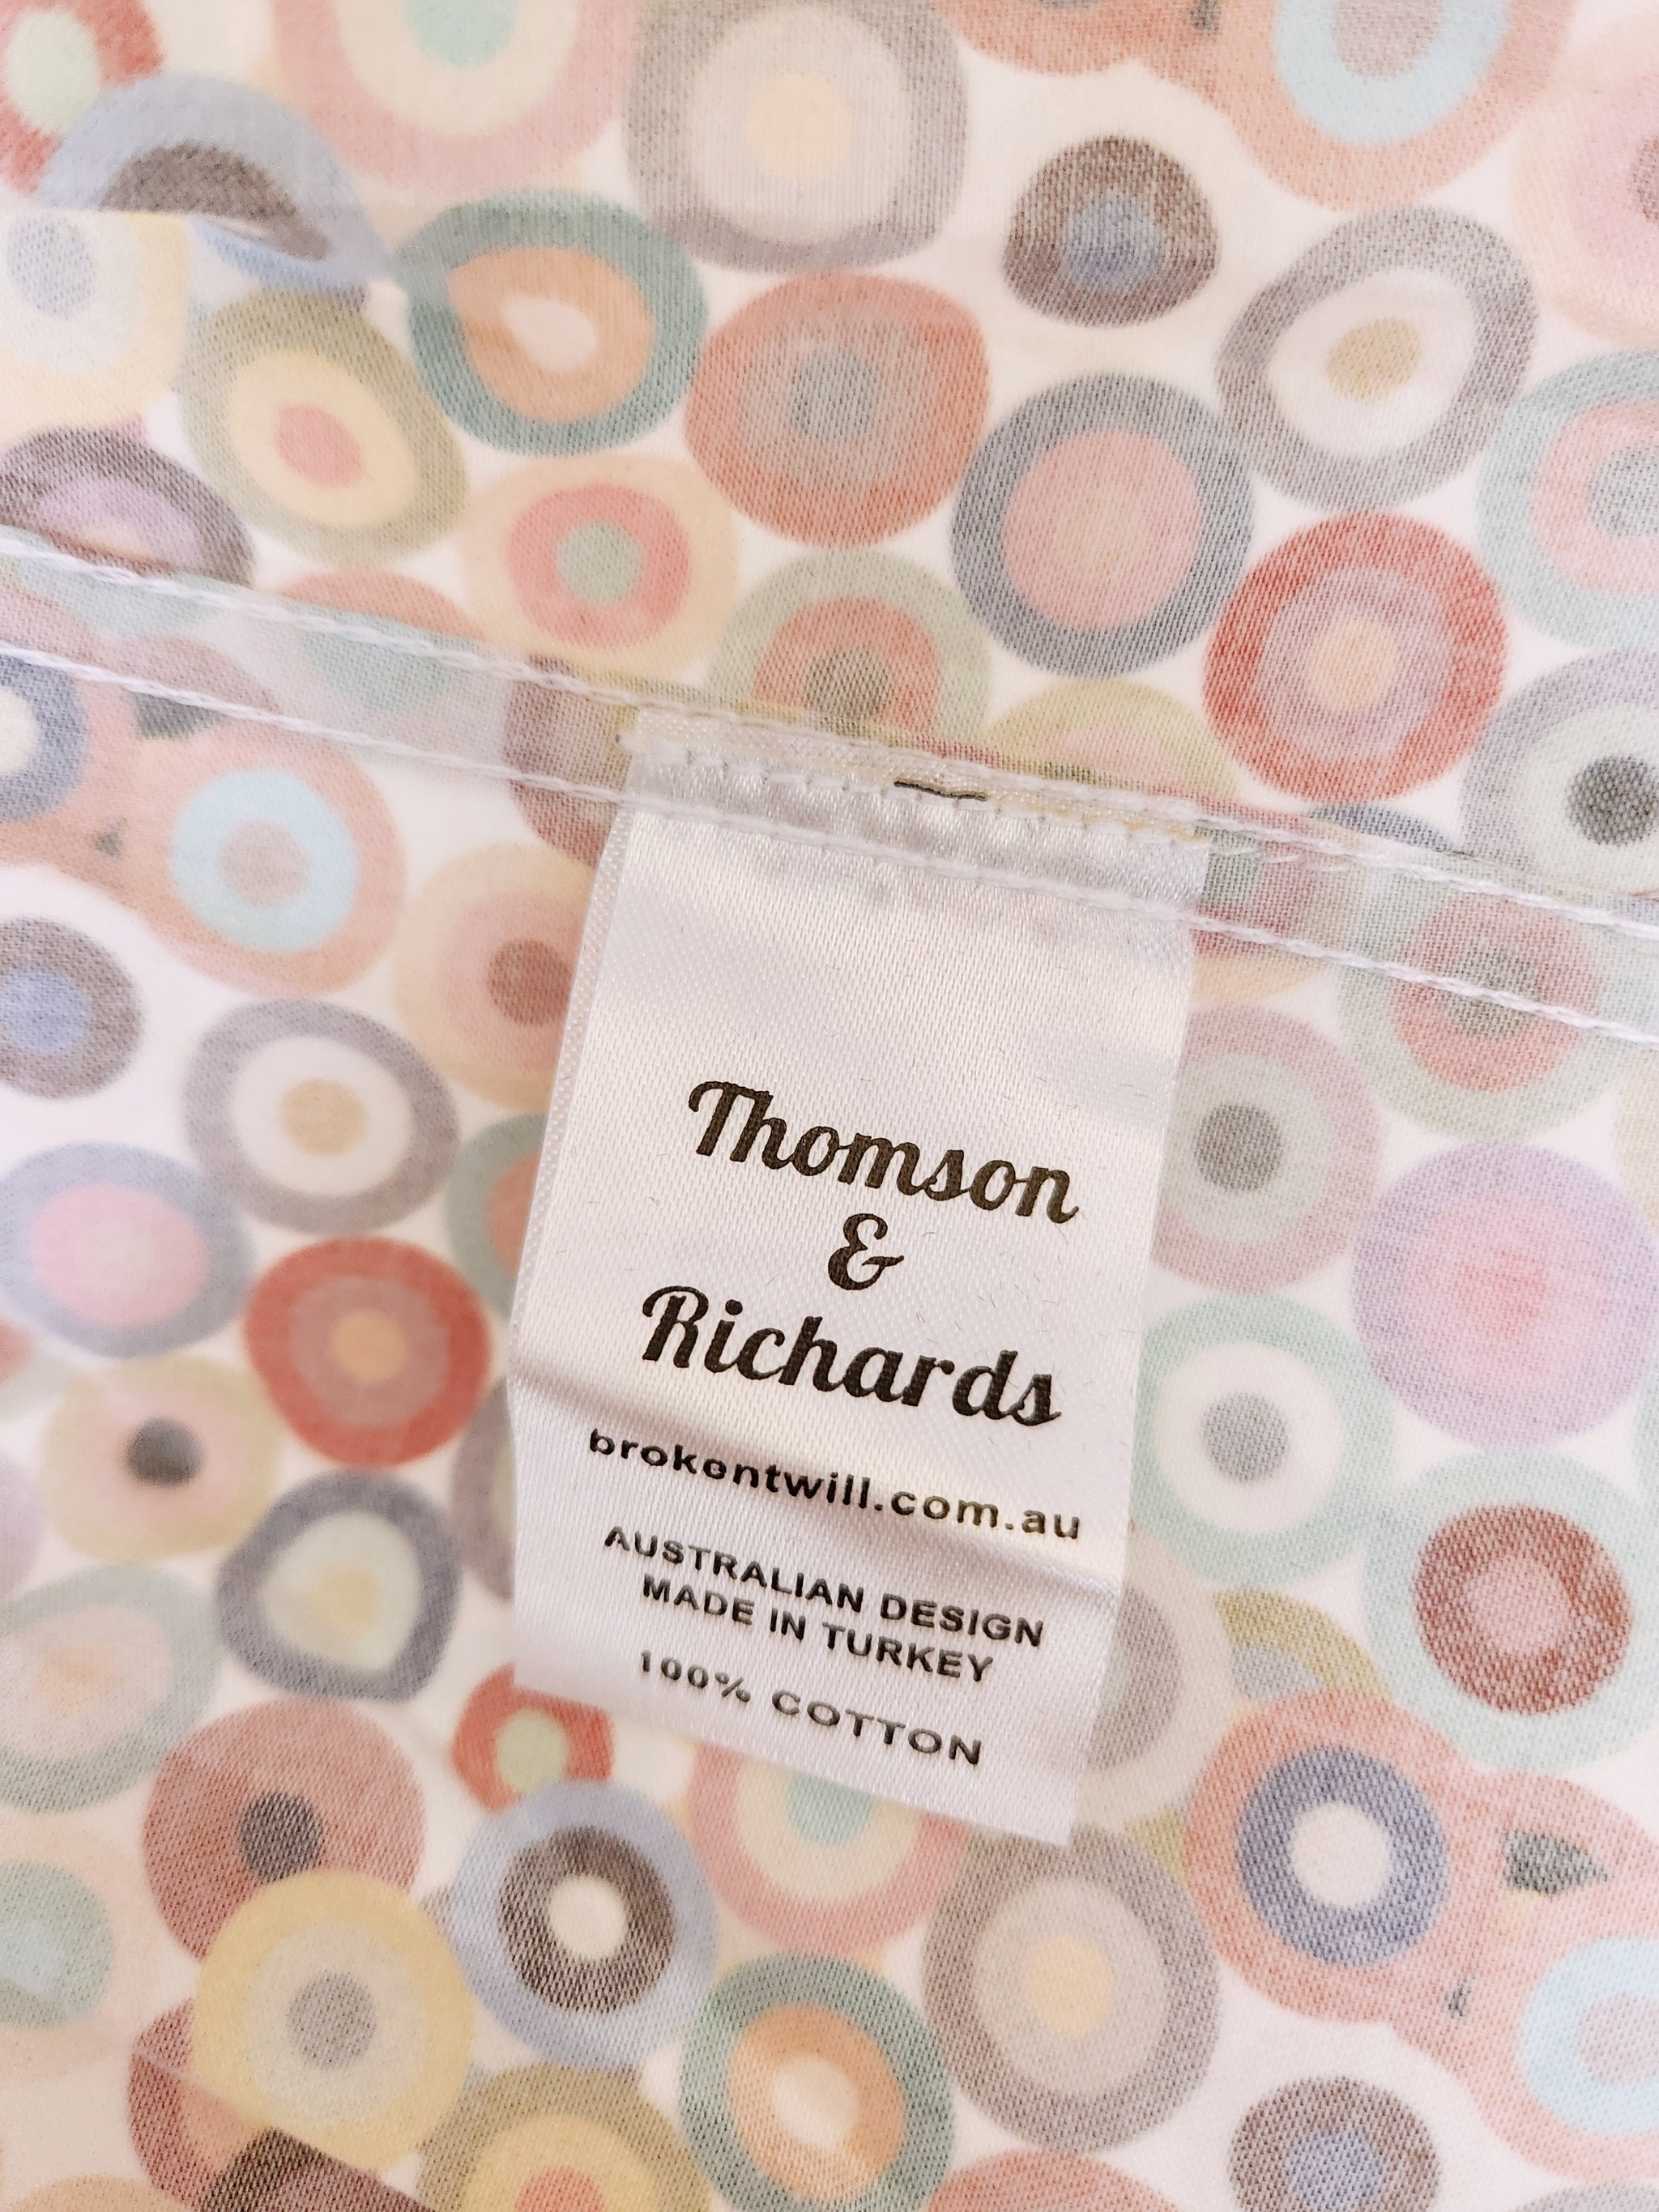 Thomson
&
Richards
brokentwill.com.au
AUSTRALIAN DESIGN
MADE IN TURKEY
100% COTTON